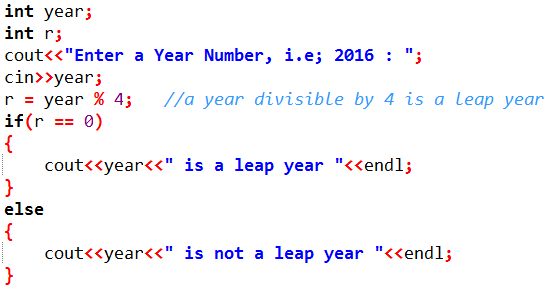 int year;
int r;
cout<<"Enter a Year Number, i.e; 2016 : ";
cin>>year;
r = year % 4;   //a year divisible by 4 is a leap year
if(r == 0)
{
    cout<<year<<" is a leap year "<<endl;
}
else
{
    cout<<year<<" is not a leap year "<<endl;
}